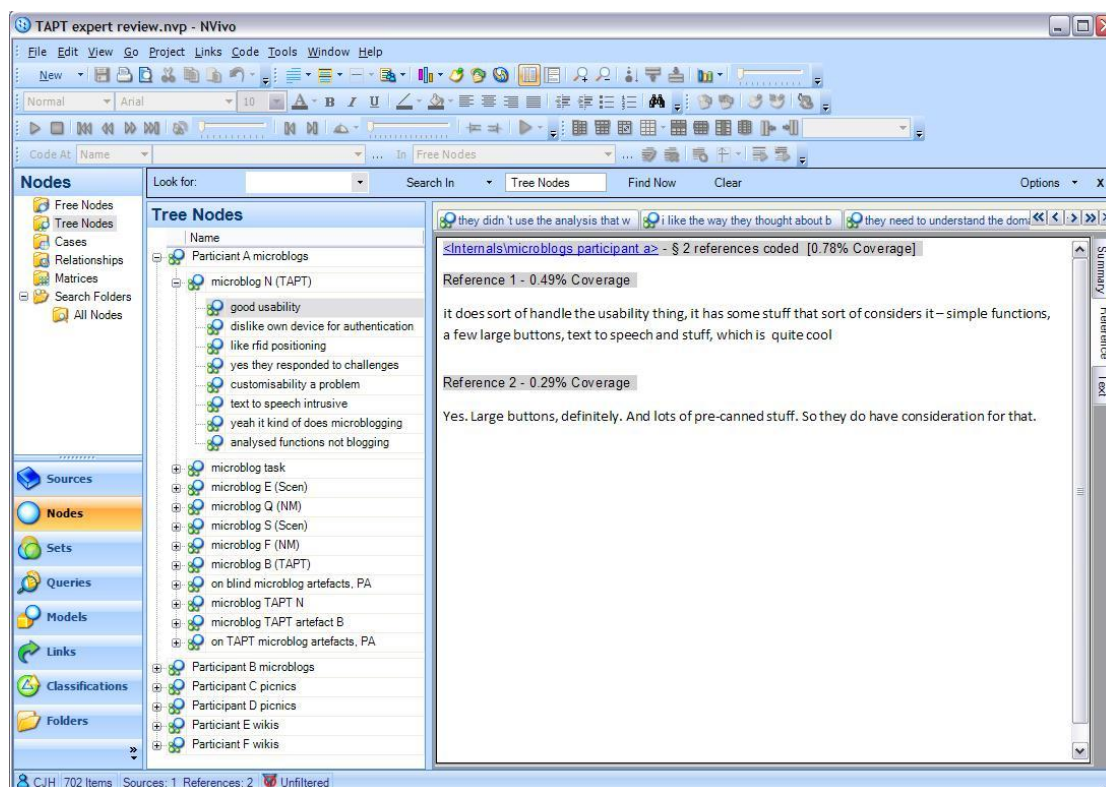 TAPT expert review.nvp - NVivo
File Edit View Go Project Links Code Tools Window Help
New
Normal Arial 10 A B I U
Code At Name ... In Free Nodes ...
Nodes
Look for: Search In Tree Nodes Find Now Clear Options x
Free Nodes
Tree Nodes
Cases
Relationships
Matrices
Search Folders
All Nodes
Sources
Nodes
Sets
Queries
Models
Links
Classifications
Folders
Tree Nodes
Name
Particiant A microblogs
microblog N (TAPT)
good usability
dislike own device for authentication
like rfid positioning
yes they responded to challenges
customisability a problem
text to speech intrusive
yeah it kind of does microblogging
analysed functions not blogging
microblog task
microblog E (Scen)
microblog Q (NM)
microblog S (Scen)
microblog F (NM)
microblog B (TAPT)
on blind microblog artefacts, PA
microblog TAPT N
microblog TAPT artefact B
on TAPT microblog artefacts, PA
Participant B microblogs
Participant C picnics
Participant D picnics
Particiant E wikis
Particiant F wikis
they didn 't use the analysis that w i like the way they thought about b they need to understand the dom
<Internals\microblogs participant a> - § 2 references coded [0.78% Coverage]
Reference 1 - 0.49% Coverage
it does sort of handle the usability thing, it has some stuff that sort of considers it – simple functions,
a few large buttons, text to speech and stuff, which is quite cool
Reference 2 - 0.29% Coverage
Yes. Large buttons, definitely. And lots of pre-canned stuff. So they do have consideration for that.
Summary
Reference
Text
CJH 702 Items Sources: 1 References: 2 Unfiltered